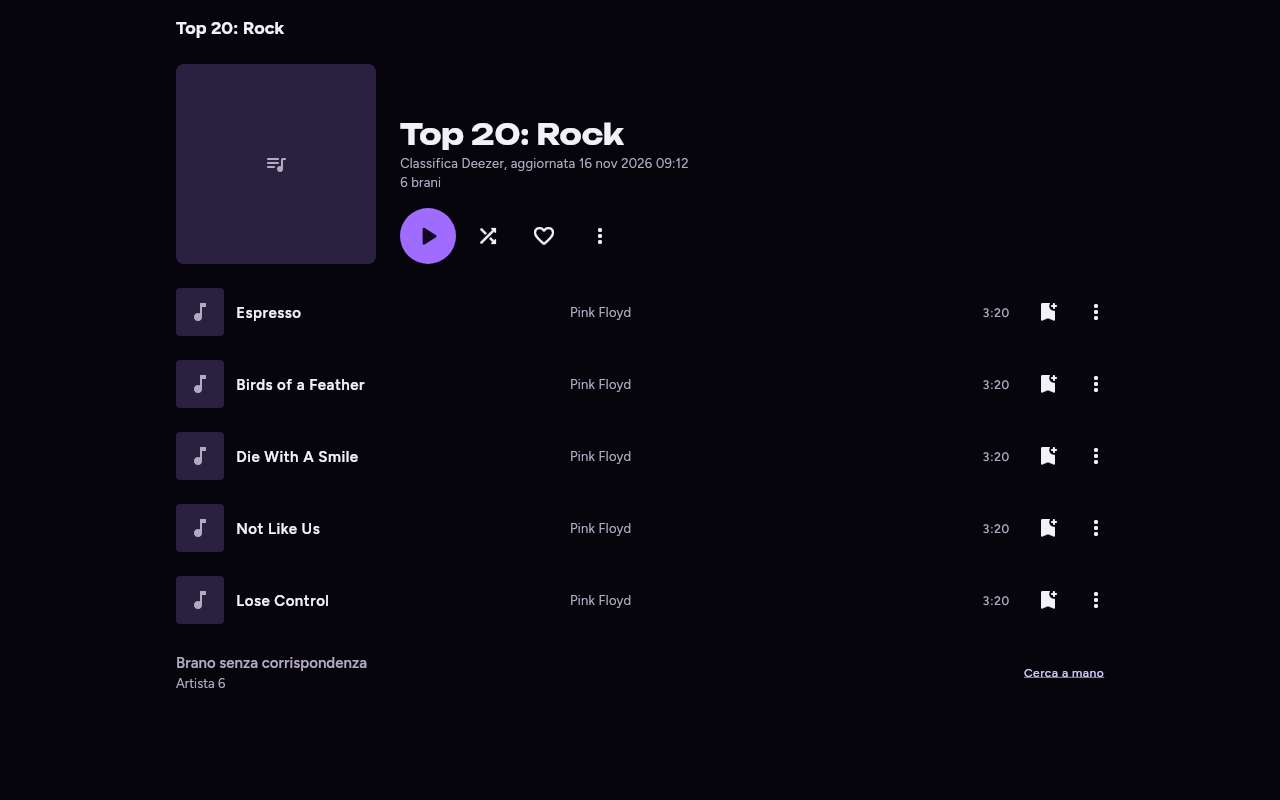 Top 20: Rock
Top 20: Rock
Classifica Deezer, aggiornata 16 nov 2026 09:12
6 brani
Espresso Pink Floyd 3:20
Birds of a Feather Pink Floyd 3:20
Die With A Smile Pink Floyd 3:20
Not Like Us Pink Floyd 3:20
Lose Control Pink Floyd 3:20
Brano senza corrispondenza
Artista 6
Cerca a mano